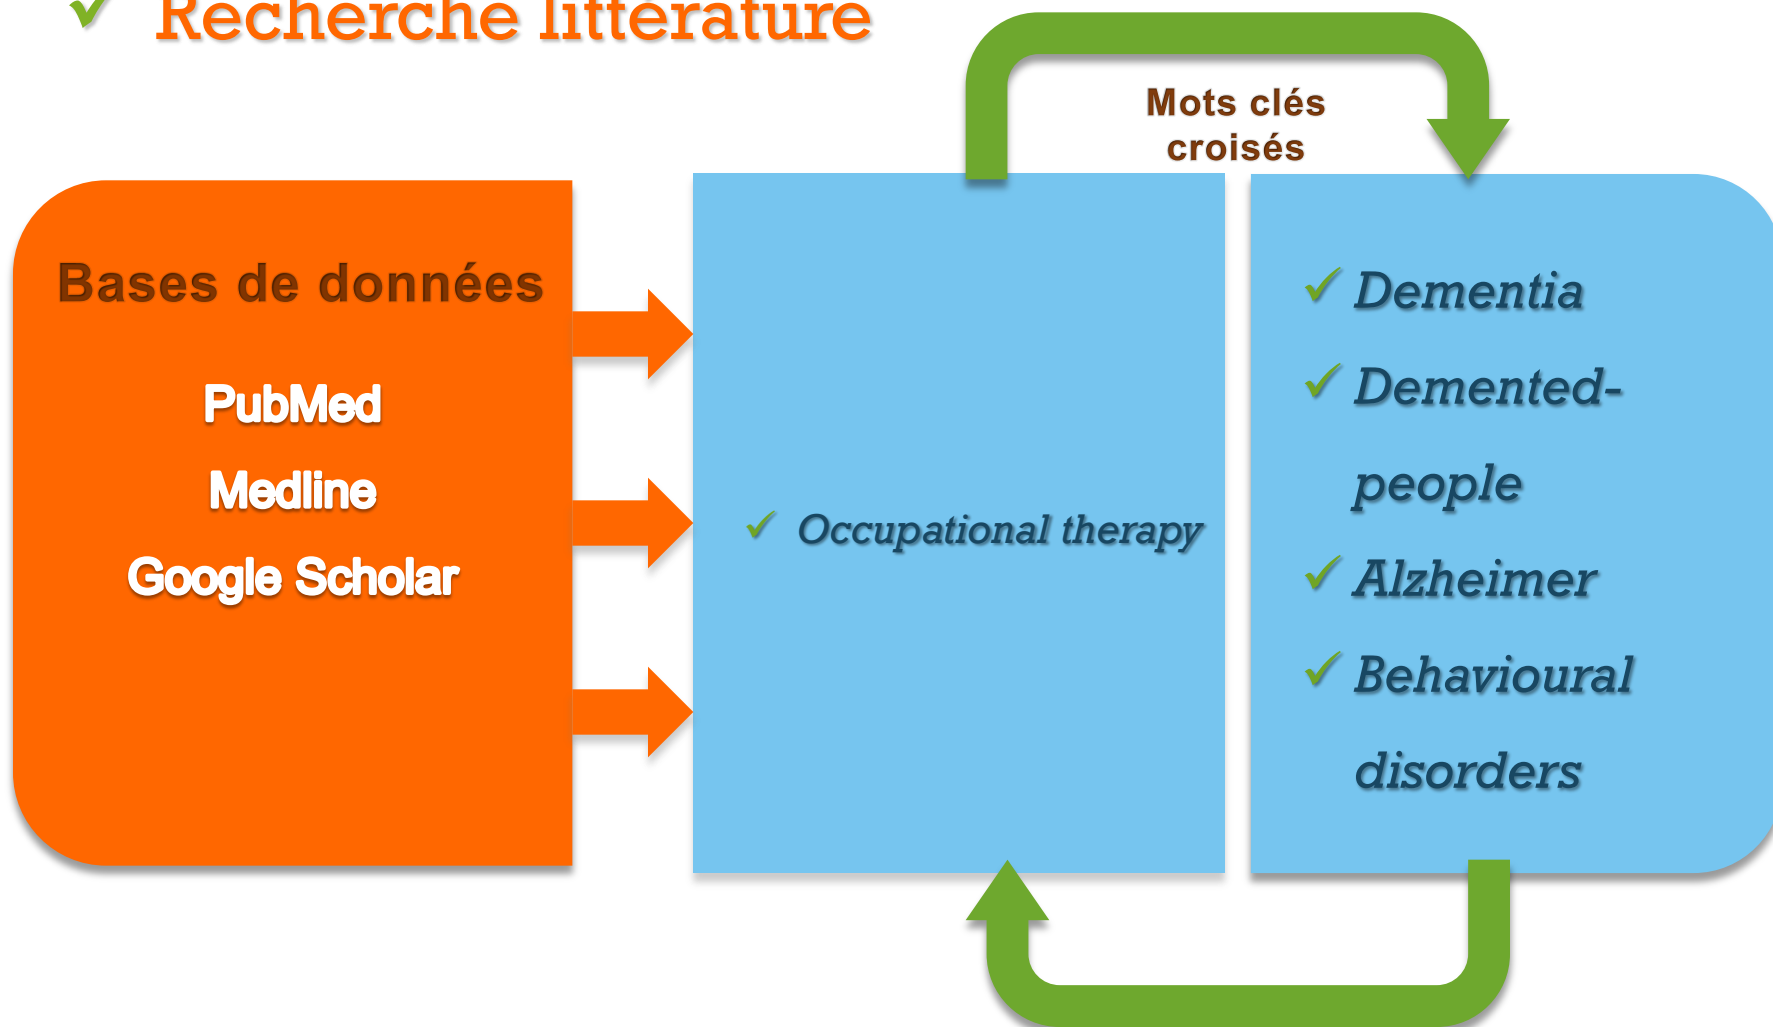 Recherche littérature
Mots clés
croisés
Bases de données
PubMed
Medline
Google Scholar
Occupational therapy
Dementia
Demented-
people
Alzheimer
Behavioural
disorders